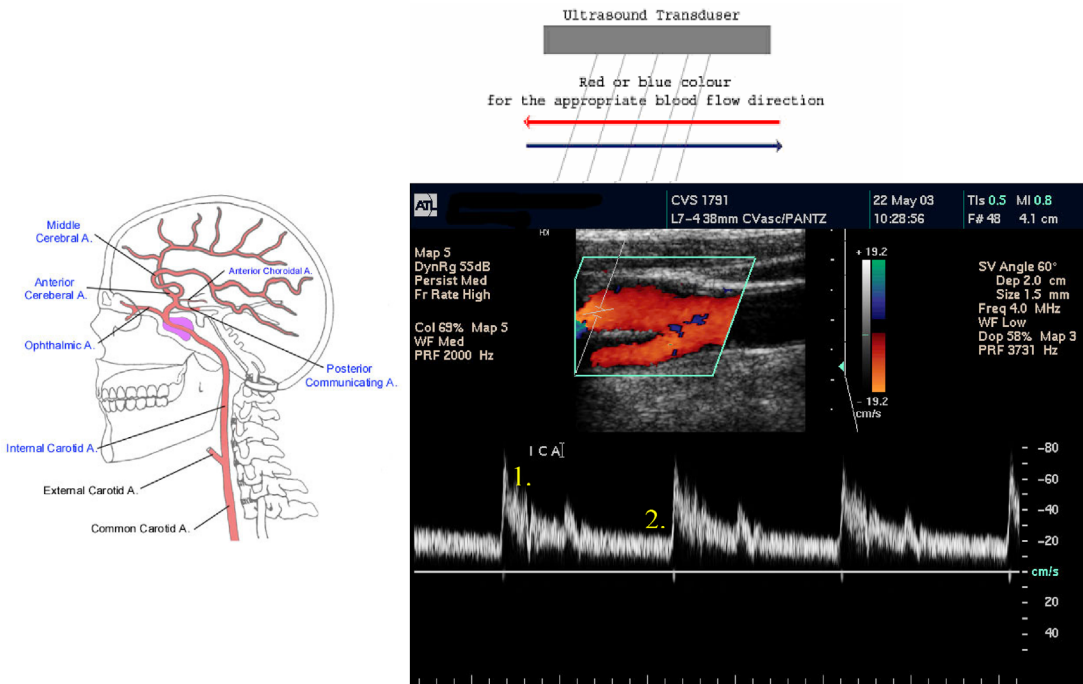 Ultrasound Transduser
Red or blue colour
for the appropriate blood flow direction
Middle
Cerebral A.
Anterior Choroidal A.
Anterior
Cereberal A.
Ophthalmic A.
Posterior
Communicating A.
Internal Carotid A.
External Carotid A.
Common Carotid A.
ATL
CVS 1791
L7-4 38mm CVasc/PANTZ
22 May 03
10:28:56
TIs 0.5 MI 0.8
F# 48 4.1 cm
Map 5
DynRg 55dB
Persist Med
Fr Rate High
Col 69% Map 5
WF Med
PRF 2000 Hz
+ 19.2
- 19.2
cm/s
SV Angle 60°
Dep 2.0 cm
Size 1.5 mm
Freq 4.0 MHz
WF Low
Dop 58% Map 3
PRF 3731 Hz
I C A
1.
2.
-80
-60
-40
-20
cm/s
20
40